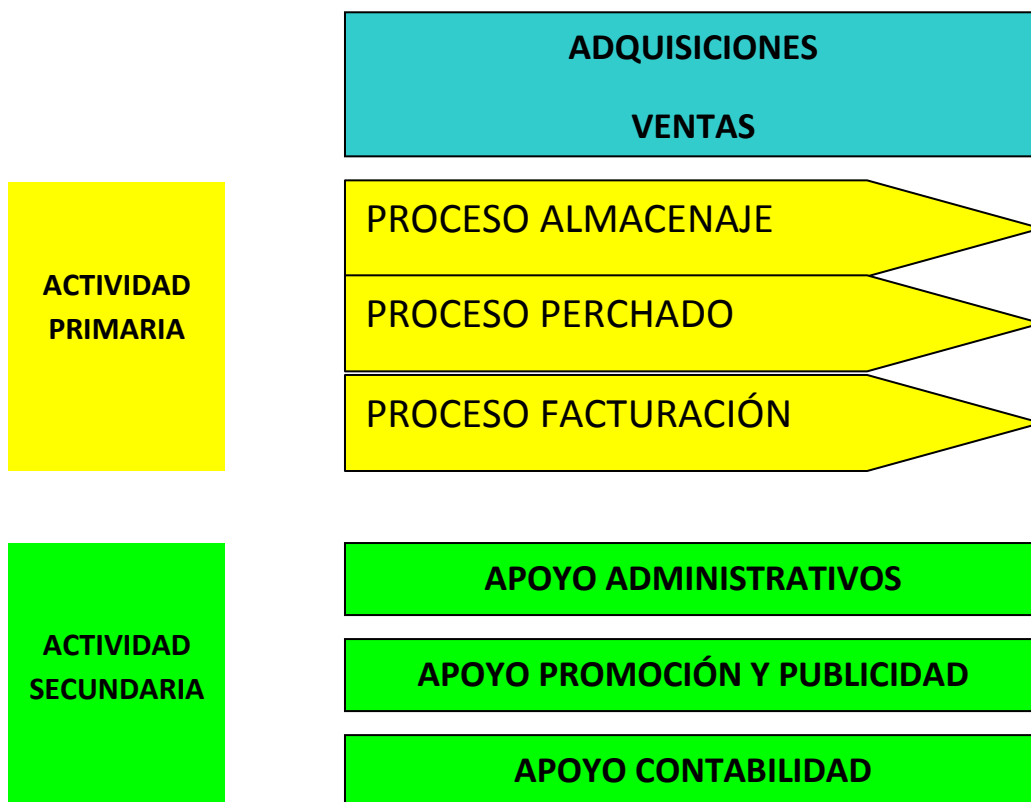 ADQUISICIONES
VENTAS
ACTIVIDAD
PRIMARIA
PROCESO ALMACENAJE
PROCESO PERCHADO
PROCESO FACTURACIÓN
ACTIVIDAD
SECUNDARIA
APOYO ADMINISTRATIVOS
APOYO PROMOCIÓN Y PUBLICIDAD
APOYO CONTABILIDAD